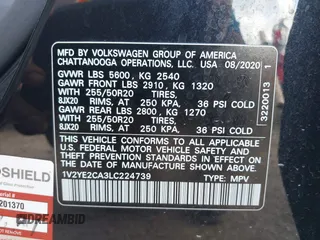 MFD BY VOLKSWAGEN GROUP OF AMERICA
CHATTANOOGA OPERATIONS, LLC. USA 08/2020
GVWR LBS 5600, KG 2540
GAWR FRONT LBS 2910, KG 1320
WITH 255/50R20 TIRES,
8JX20 RIMS, AT 250 KPA, 36 PSI COLD
GAWR REAR LBS 2800, KG 1270
WITH 255/50R20 TIRES,
8JX20 RIMS, AT 250 KPA, 36 PSI COLD
THIS VEHICLE CONFORMS TO ALL
APPLICABLE FEDERAL MOTOR VEHICLE
SAFETY AND THEFT PREVENTION STANDARDS
IN EFFECT ON THE DATE OF
MANUFACTURE SHOWN ABOVE.
1V2YE2CA3LC224739 TYPE: MPV
3220013 1
DSHIELD
201370
DREAMBID